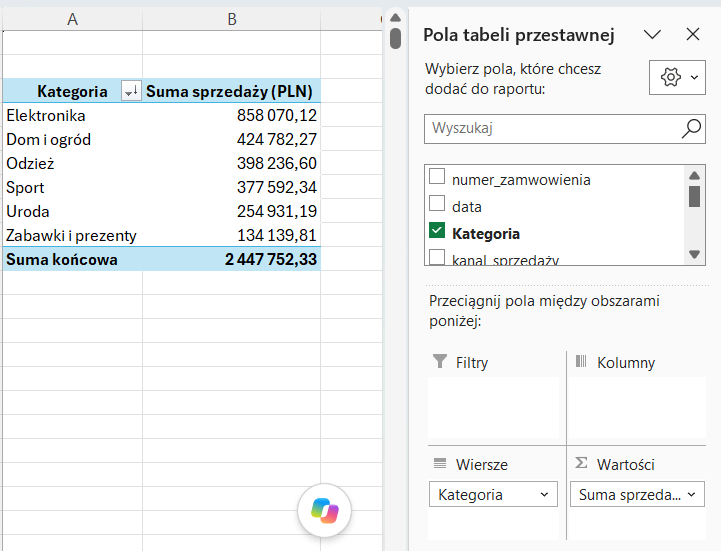 A B
Kategoria Suma sprzedaży (PLN)
Elektronika 858 070,12
Dom i ogród 424 782,27
Odzież 398 236,60
Sport 377 592,34
Uroda 254 931,19
Zabawki i prezenty 134 139,81
Suma końcowa 2 447 752,33
Pola tabeli przestawnej
Wybierz pola, które chcesz
dodać do raportu:
Wyszukaj
numer_zamwowienia
data
Kategoria
kanal_sprzedaży
Przeciągnij pola między obszarami
poniżej:
Filtry
Kolumny
Wiersze
Wartości
Kategoria
Suma sprzeda...